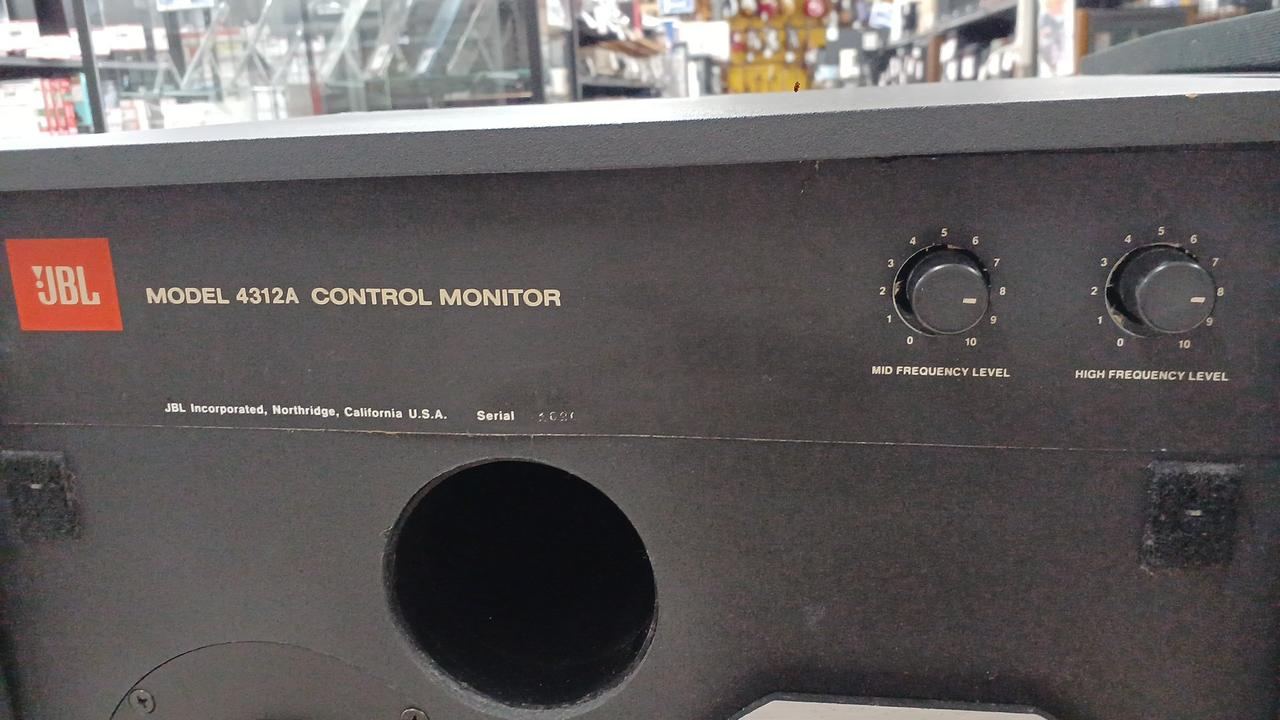 JBL
MODEL 4312A CONTROL MONITOR
JBL Incorporated, Northridge, California U.S.A. Serial
0 1 2 3 4 5 6 7 8 9 10
MID FREQUENCY LEVEL
0 1 2 3 4 5 6 7 8 9 10
HIGH FREQUENCY LEVEL